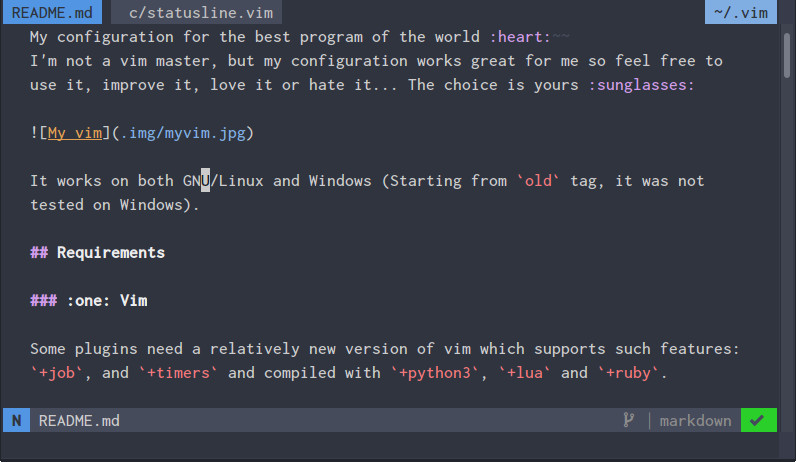 README.md c/statusline.vim ~/.vim
My configuration for the best program of the world :heart:~~
I'm not a vim master, but my configuration works great for me so feel free to
use it, improve it, love it or hate it... The choice is yours :sunglasses:
![My vim](.img/myvim.jpg)
It works on both GNU/Linux and Windows (Starting from `old` tag, it was not
tested on Windows).
## Requirements
### :one: Vim
Some plugins need a relatively new version of vim which supports such features:
`+job`, and `+timers` and compiled with `+python3`, `+lua` and `+ruby`.
N README.md | markdown ✔